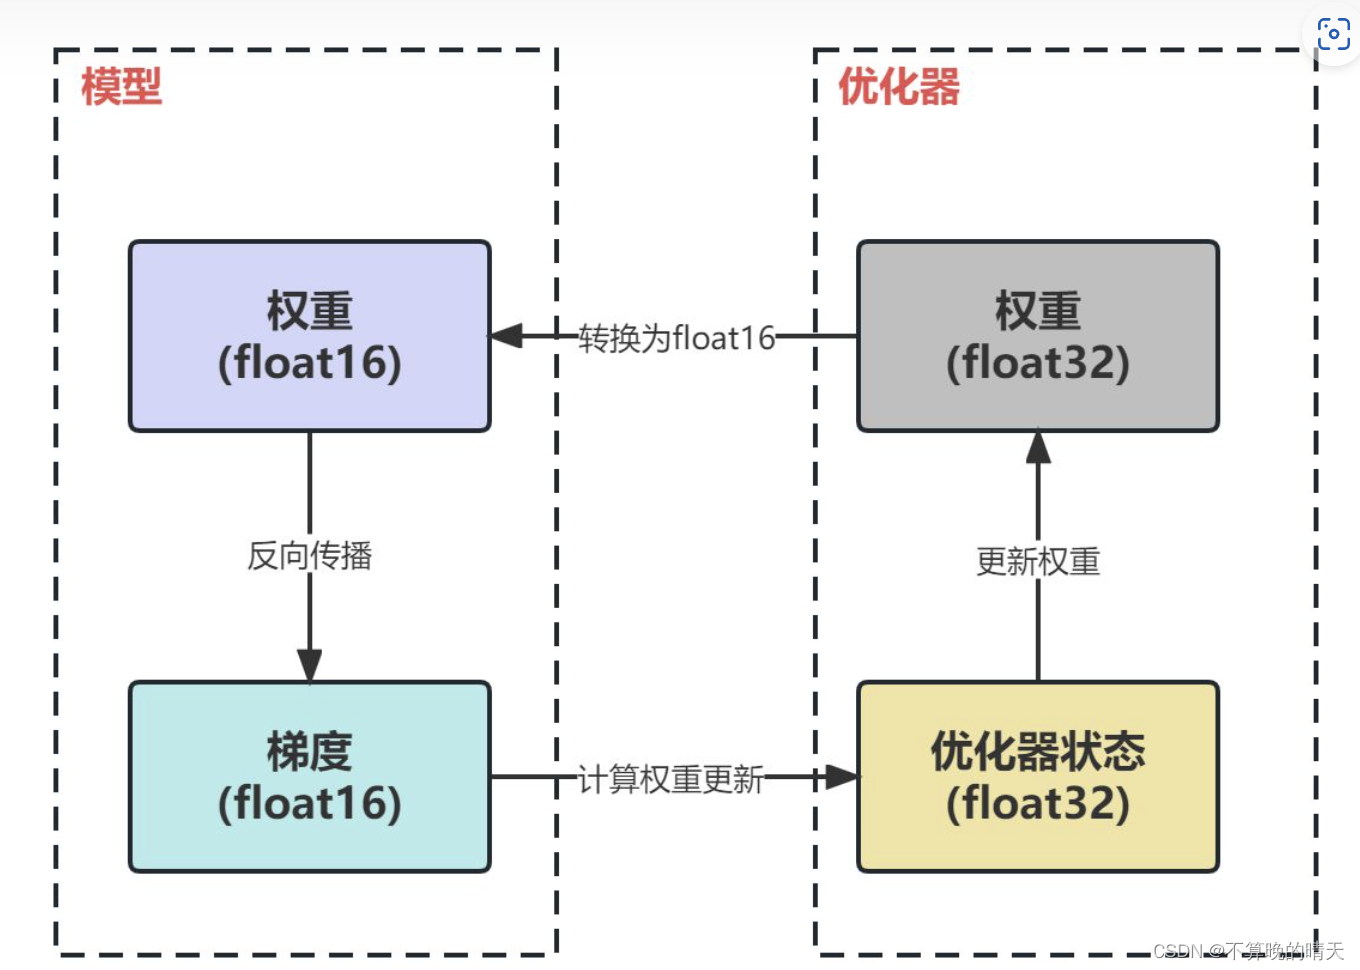 模型
优化器
权重
(float16)
转换为float16
权重
(float32)
反向传播
更新权重
梯度
(float16)
计算权重更新
优化器状态
(float32)
CSDN @不算晚的晴天